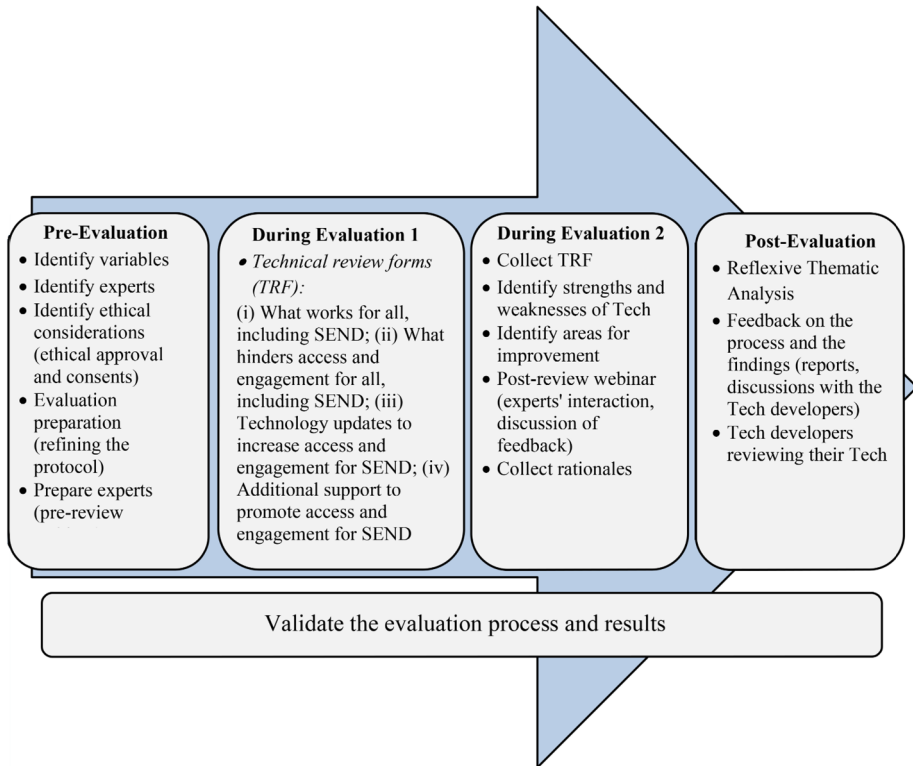 Pre-Evaluation
• Identify variables
• Identify experts
• Identify ethical
considerations
(ethical approval
and consents)
• Evaluation
preparation
(refining the
protocol)
• Prepare experts
(pre-review
During Evaluation 1
• Technical review forms
(TRF):
(i) What works for all,
including SEND; (ii) What
hinders access and
engagement for all,
including SEND; (iii)
Technology updates to
increase access and
engagement for SEND; (iv)
Additional support to
promote access and
engagement for SEND
During Evaluation 2
• Collect TRF
• Identify strengths and
weaknesses of Tech
• Identify areas for
improvement
• Post-review webinar
(experts' interaction,
discussion of
feedback)
• Collect rationales
Post-Evaluation
• Reflexive Thematic
Analysis
• Feedback on the
process and the
findings (reports,
discussions with the
Tech developers)
• Tech developers
reviewing their Tech
Validate the evaluation process and results